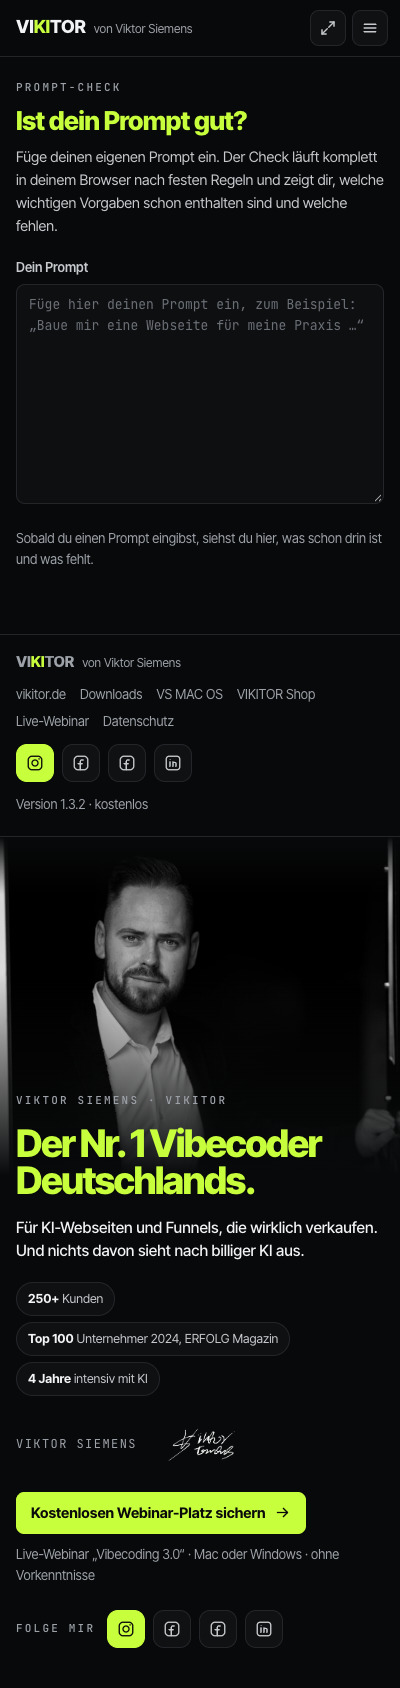 VIKITOR von Viktor Siemens
PROMPT-CHECK
Ist dein Prompt gut?
Füge deinen eigenen Prompt ein. Der Check läuft komplett
in deinem Browser nach festen Regeln und zeigt dir, welche
wichtigen Vorgaben schon enthalten sind und welche
fehlen.
Dein Prompt
Füge hier deinen Prompt ein, zum Beispiel:
„Baue mir eine Webseite für meine Praxis …“
Sobald du einen Prompt eingibst, siehst du hier, was schon drin ist
und was fehlt.
VIKITOR von Viktor Siemens
vikitor.de Downloads VS MAC OS VIKITOR Shop
Live-Webinar Datenschutz
Version 1.3.2 · kostenlos
VIKTOR SIEMENS · VIKITOR
Der Nr. 1 Vibecoder
Deutschlands.
Für KI-Webseiten und Funnels, die wirklich verkaufen.
Und nichts davon sieht nach billiger KI aus.
250+ Kunden
Top 100 Unternehmer 2024, ERFOLG Magazin
4 Jahre intensiv mit KI
VIKTOR SIEMENS
Kostenlosen Webinar-Platz sichern →
Live-Webinar „Vibecoding 3.0“ · Mac oder Windows · ohne
Vorkenntnisse
FOLGE MIR